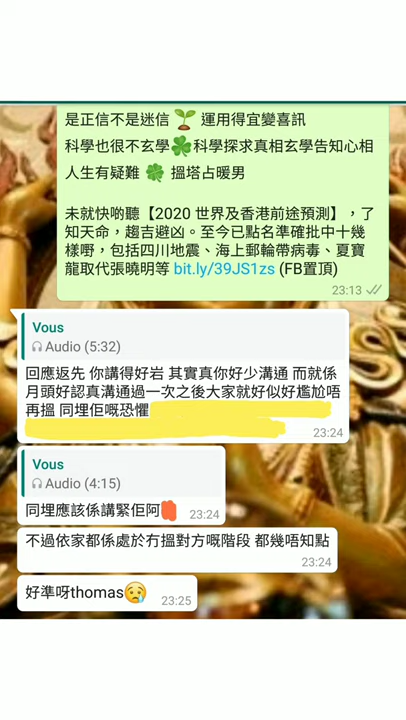 是正信不是迷信🌱 運用得宜變喜訊
科學也很不玄學🍀科學探求真相玄學告知心相
人生有疑難 🍀 搵塔占暖男
未就快啲聽【2020 世界及香港前途預測】，了
知天命，趨吉避凶。至今已點名準確批中十幾
樣嘢，包括四川地震、海上郵輪帶病毒、夏寶
龍取代張曉明等 bit.ly/39JS1zs (FB置頂)
23:13
Vous
Audio (5:32)
回應返先 你講得好岩 其實真你好少溝通 而就係
月頭好認真溝通過一次之後大家就好似好尷尬唔
再搵 同埋佢嘅恐懼
23:24
Vous
Audio (4:15)
同埋應該係講緊佢阿
23:24
不過依家都係處於冇搵對方嘅階段 都幾唔知點
23:24
好準呀thomas😥
23:25